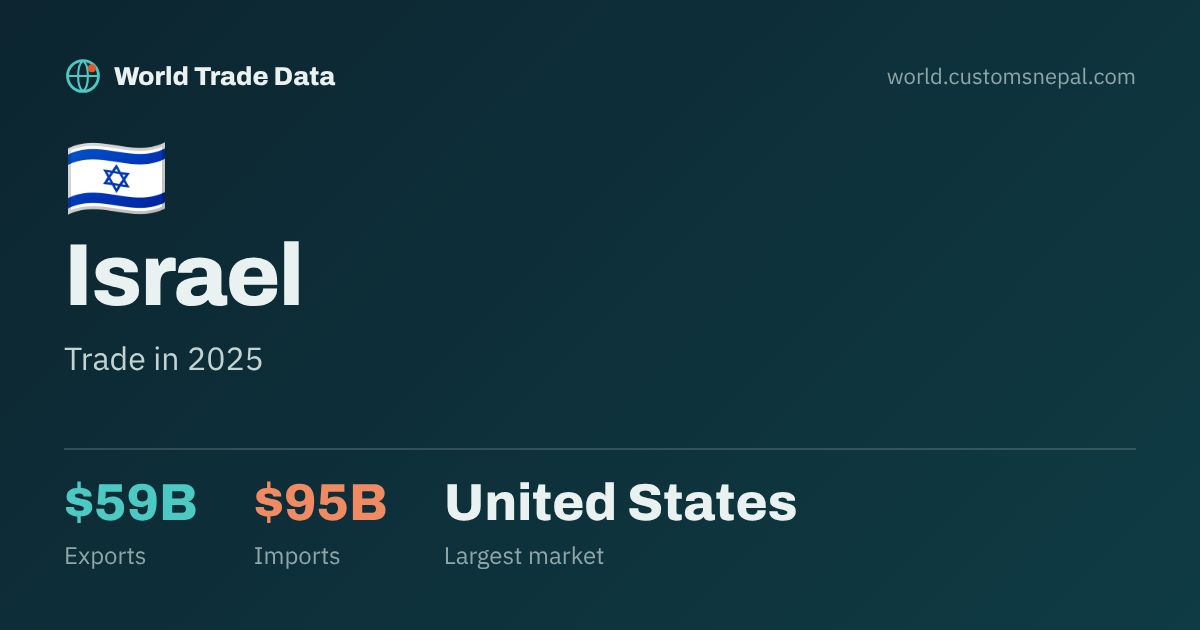 World Trade Data
world.customsnepal.com
Israel
Trade in 2025
$59B
Exports
$95B
Imports
United States
Largest market